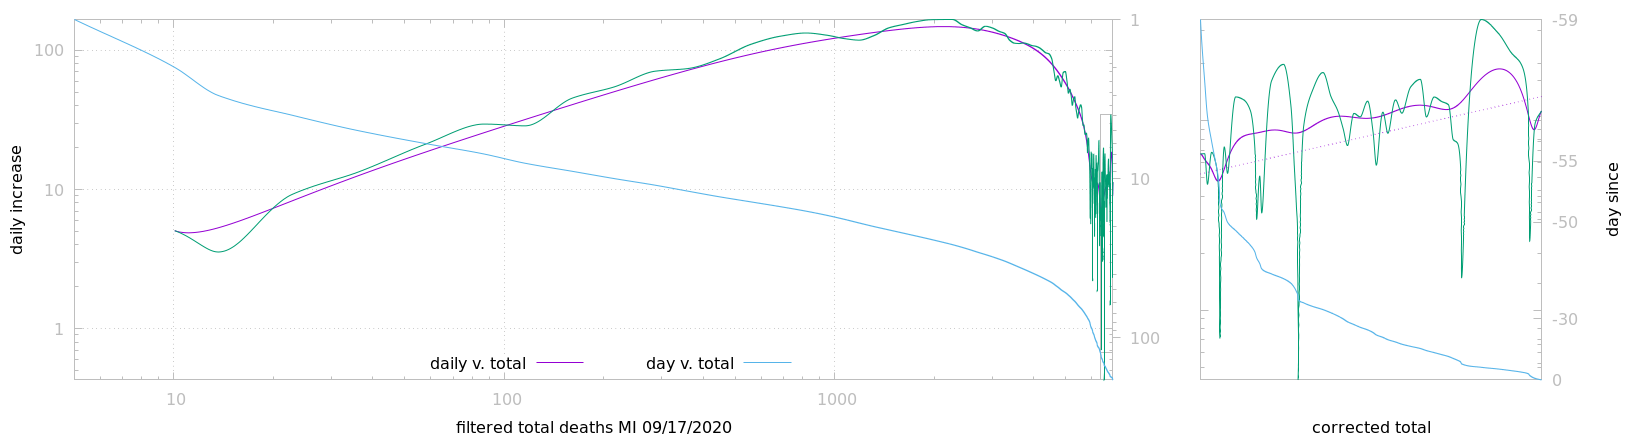 100
10
1
daily increase
daily v. total
day v. total
10
100
1000
filtered total deaths MI 09/17/2020
1
10
100
-59
-55
-50
-30
0
day since
corrected total